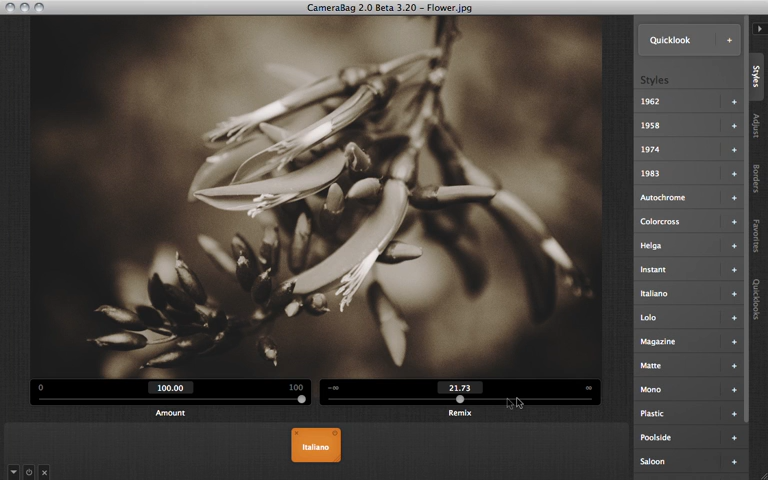 CameraBag 2.0 Beta 3.20 – Flower.jpg
Quicklook +
Styles
1962 +
1958 +
1974 +
1983 +
Autochrome +
Colorcross +
Helga +
Instant +
Italiano +
Lolo +
Magazine +
Matte +
Mono +
Plastic +
Poolside +
Saloon +
Styles
Adjust
Borders
Favorites
Quicklooks
0 100.00 100
Amount
-∞ 21.73 ∞
Remix
Italiano